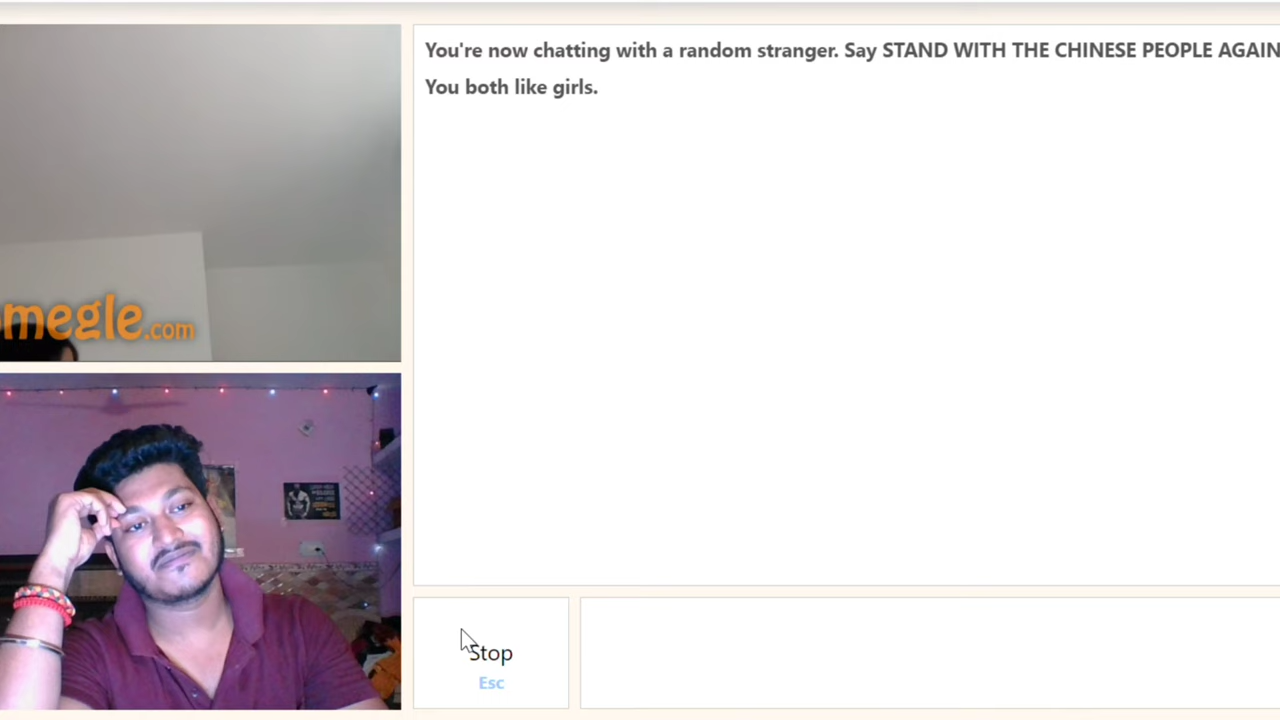 You're now chatting with a random stranger. Say STAND WITH THE CHINESE PEOPLE AGAIN
You both like girls.
megle.com
Stop
Esc